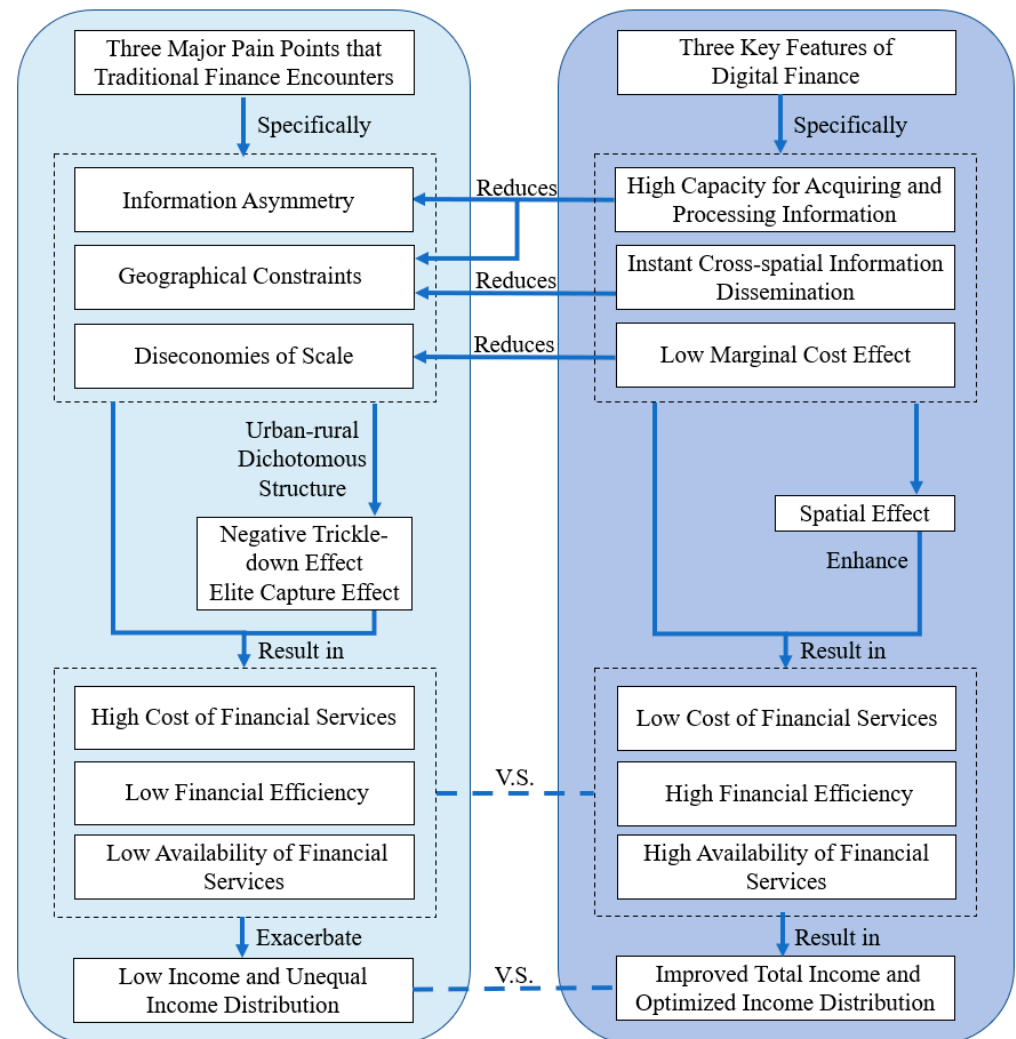 Three Major Pain Points that
Traditional Finance Encounters
Three Key Features of
Digital Finance
Specifically
Specifically
Information Asymmetry
Reduces
High Capacity for Acquiring and
Processing Information
Geographical Constraints
Reduces
Instant Cross-spatial Information
Dissemination
Diseconomies of Scale
Reduces
Low Marginal Cost Effect
Urban-rural
Dichotomous
Structure
Negative Trickle-
down Effect
Elite Capture Effect
Spatial Effect
Enhance
Result in
Result in
High Cost of Financial Services
Low Cost of Financial Services
Low Financial Efficiency
V.S.
High Financial Efficiency
Low Availability of Financial
Services
High Availability of Financial
Services
Exacerbate
Result in
Low Income and Unequal
Income Distribution
V.S.
Improved Total Income and
Optimized Income Distribution